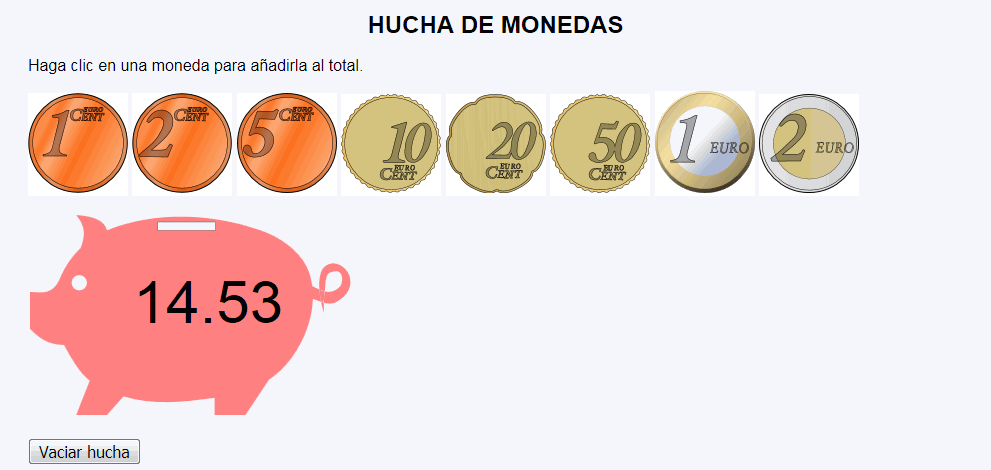 HUCHA DE MONEDAS
Haga clic en una moneda para añadirla al total.
1 EURO CENT
2 EURO CENT
5 EURO CENT
10 EURO CENT
20 EURO CENT
50 EURO CENT
1 EURO
2 EURO
14.53
Vaciar hucha